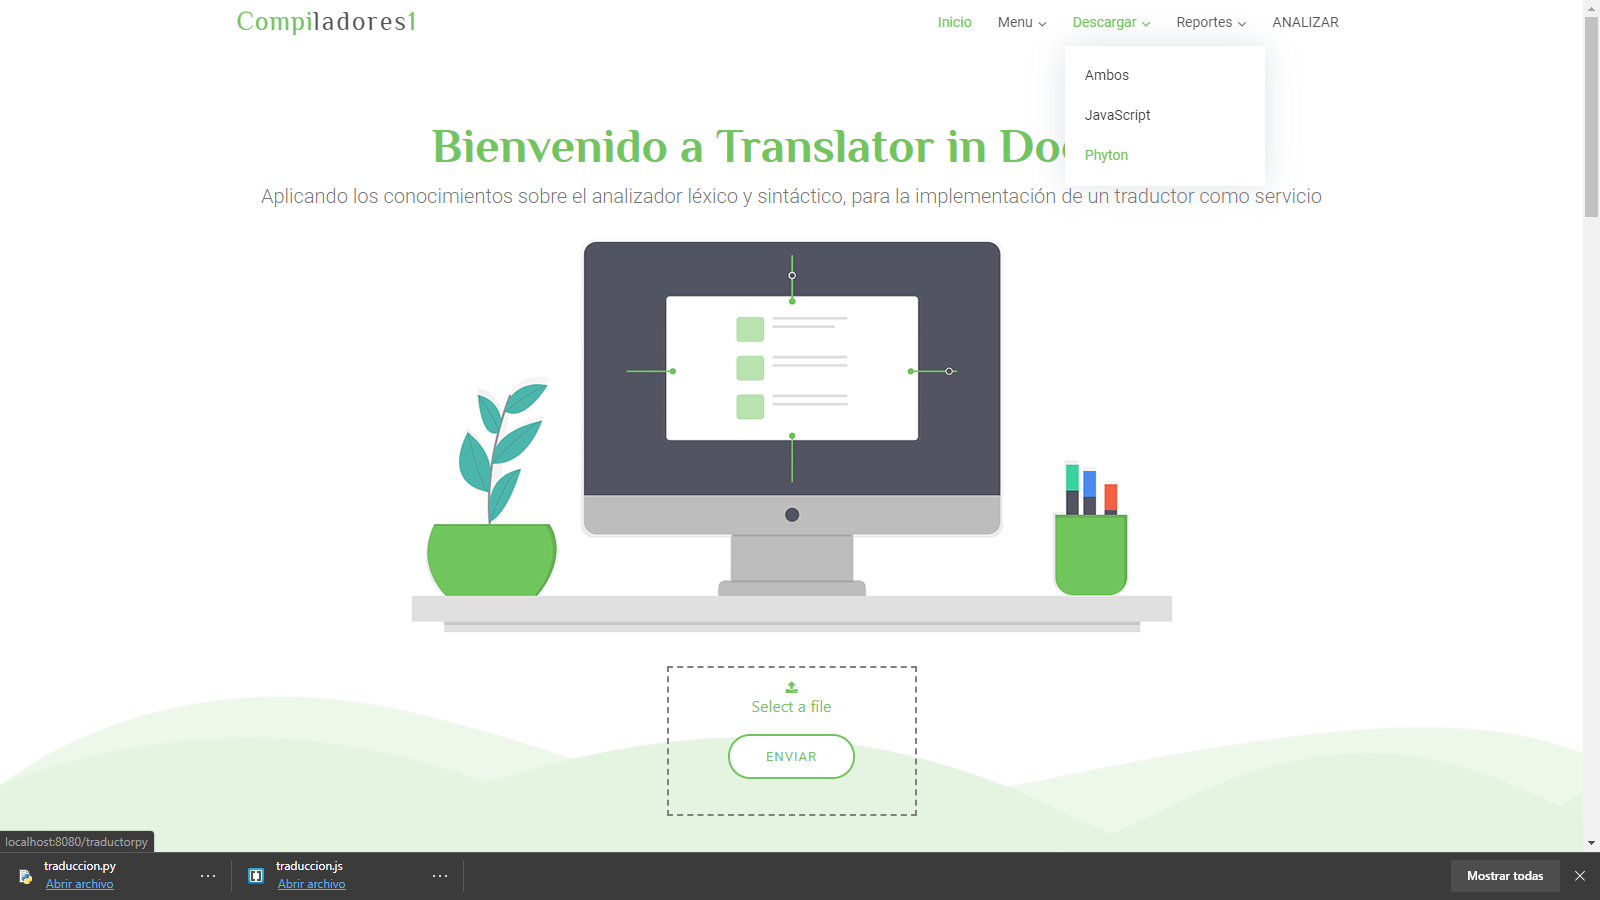 Compiladores1
Inicio
Menu
Descargar
Reportes
ANALIZAR
Ambos
JavaScript
Phyton
Bienvenido a Translator in
Aplicando los conocimientos sobre el analizador léxico y sintáctico, para la implementación de un traductor como servicio
Select a file
ENVIAR
localhost:8080/traductorpy
traduccion.py
Abrir archivo
traduccion.js
Abrir archivo
Mostrar todas